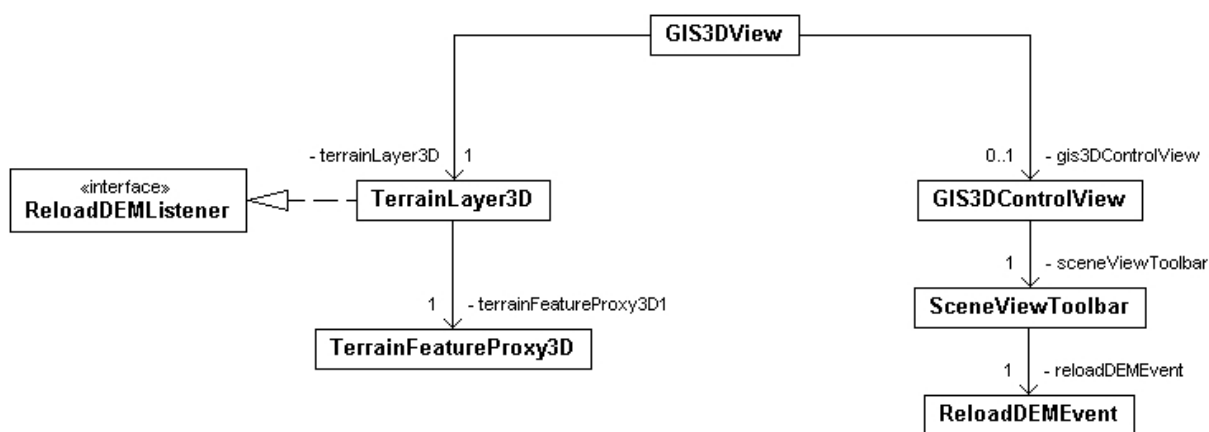 GIS3DView
- terrainLayer3D 1
0..1 - gis3DControlView
«interface»
ReloadDEMListener
TerrainLayer3D
GIS3DControlView
1 - sceneViewToolbar
1 - terrainFeatureProxy3D1
SceneViewToolbar
TerrainFeatureProxy3D
1 - reloadDEMEvent
ReloadDEMEvent